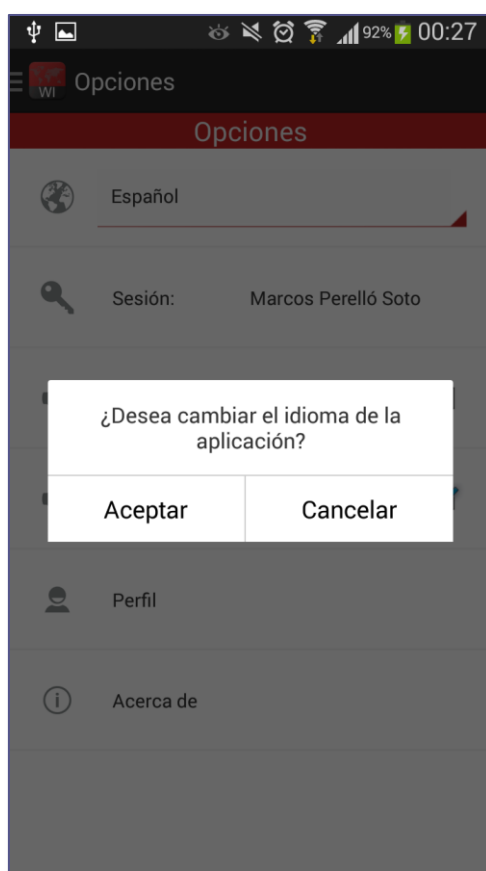 92% 00:27
WI Opciones
Opciones
Español
Sesión: Marcos Perelló Soto
¿Desea cambiar el idioma de la
aplicación?
Aceptar Cancelar
Perfil
Acerca de